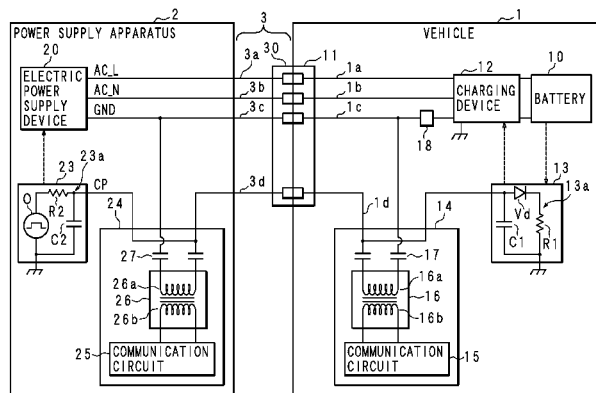 2
3
1
POWER SUPPLY APPARATUS
VEHICLE
20
30
11
12
10
ELECTRIC POWER SUPPLY DEVICE
AC_L
3a
1a
AC_N
3b
1b
GND
3c
1c
CHARGING DEVICE
BATTERY
18
23
23a
CP
O
R2
C2
3d
1d
13
13a
Vd
C1
R1
24
14
27
17
26a
26
26b
16a
16
16b
25
COMMUNICATION CIRCUIT
COMMUNICATION CIRCUIT
15